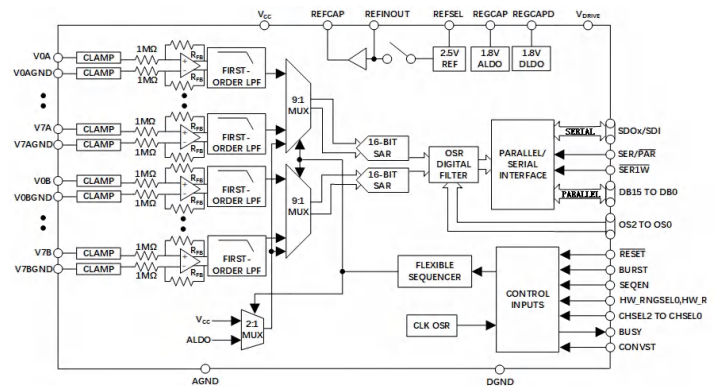 VCC REFCAP REFINOUT REFSEL REGCAP REGCAPD VDRIVE
2.5V REF
1.8V ALDO
1.8V DLDO
V0A CLAMP 1MΩ RFB
V0AGND CLAMP 1MΩ RFB
FIRST-ORDER LPF
V7A CLAMP 1MΩ RFB
V7AGND CLAMP 1MΩ RFB
FIRST-ORDER LPF
V0B CLAMP 1MΩ RFB
V0BGND CLAMP 1MΩ RFB
FIRST-ORDER LPF
V7B CLAMP 1MΩ RFB
V7BGND CLAMP 1MΩ RFB
FIRST-ORDER LPF
9:1 MUX
9:1 MUX
16-BIT SAR
16-BIT SAR
OSR DIGITAL FILTER
PARALLEL/SERIAL INTERFACE
SERIAL
SDOx/SDI
SER/PAR
SER1W
PARALLEL
DB15 TO DB0
OS2 TO OS0
VCC
ALDO
2:1 MUX
FLEXIBLE SEQUENCER
CLK OSR
CONTROL INPUTS
RESET
BURST
SEQEN
HW_RNGSEL0,HW_R
CHSEL2 TO CHSEL0
BUSY
CONVST
AGND
DGND